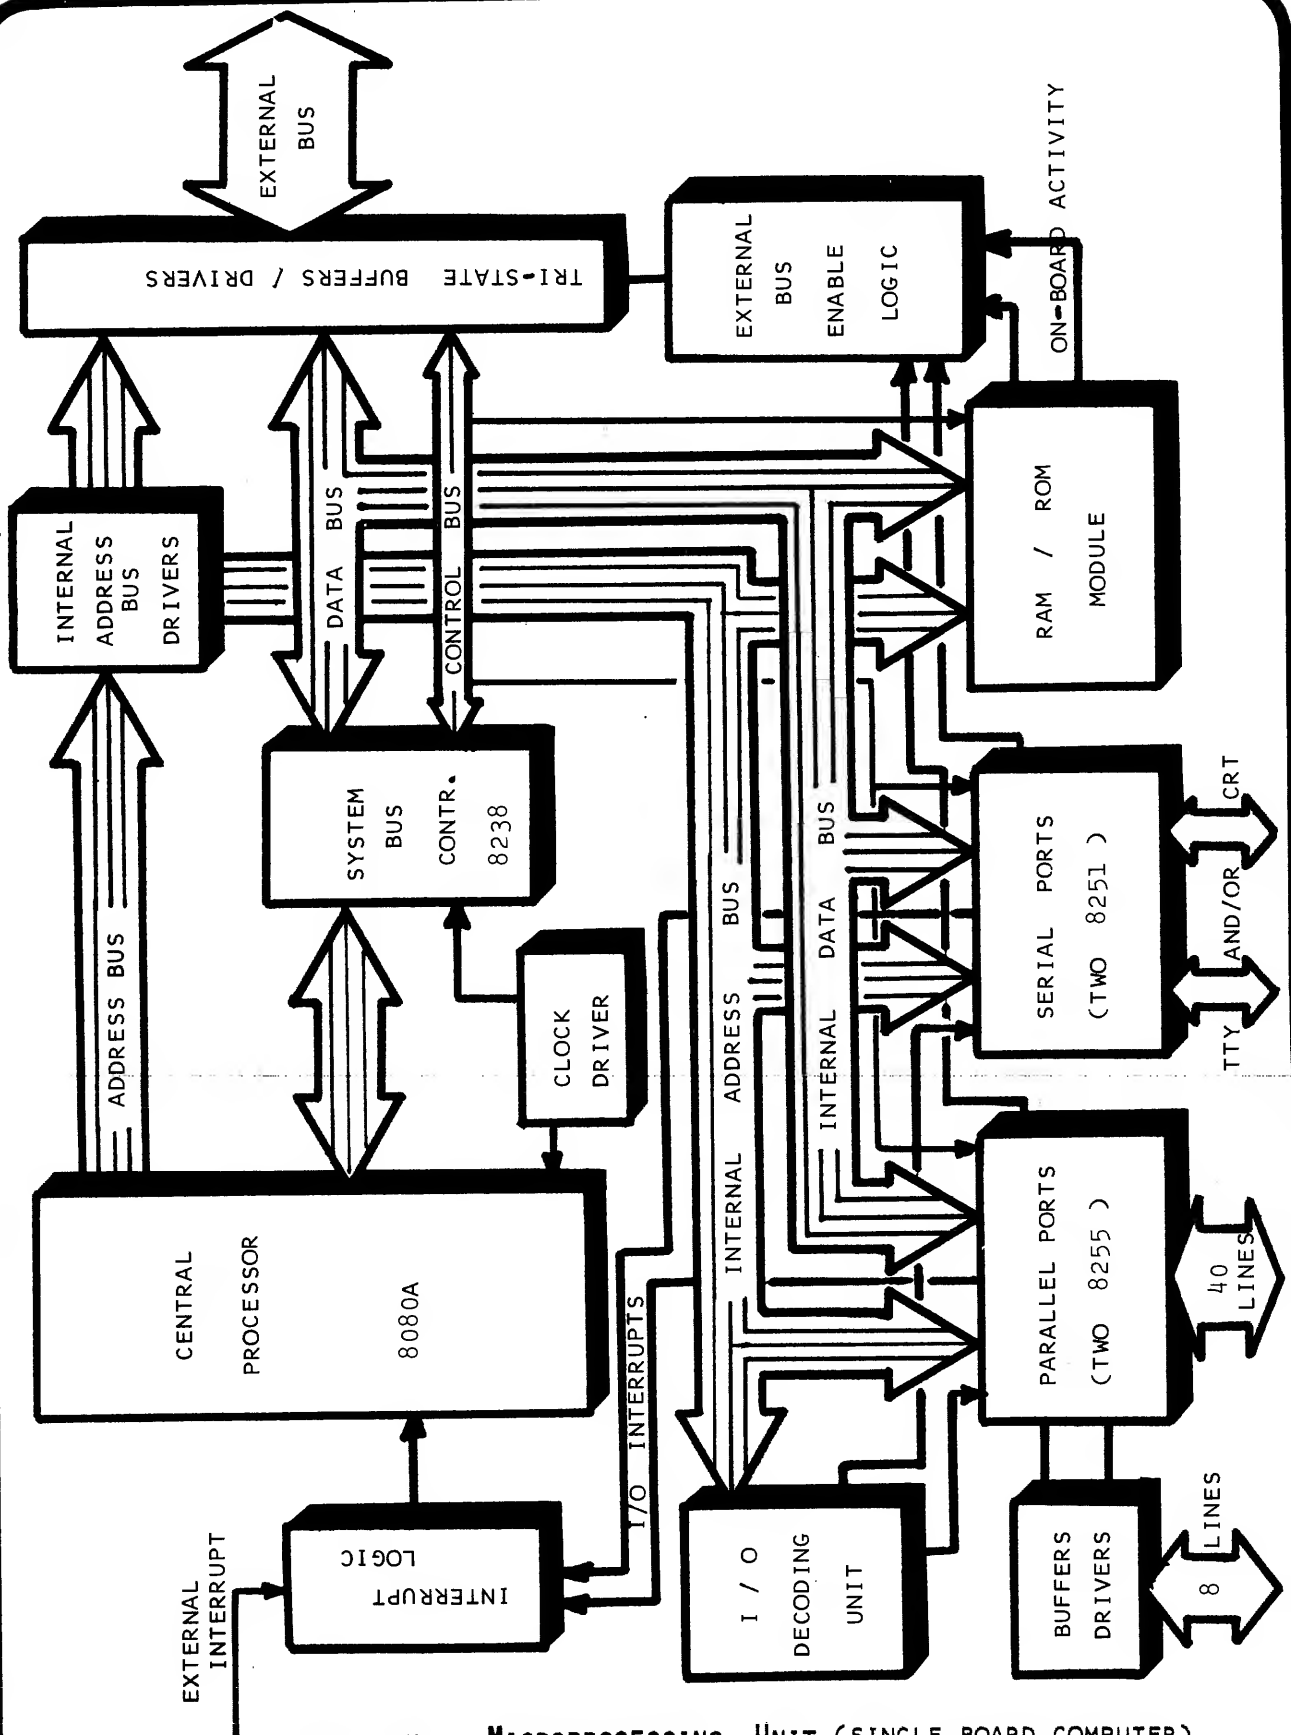 EXTERNAL
INTERRUPT
INTERRUPT
LOGIC
I/O INTERRUPTS
CENTRAL
PROCESSOR
8080A
CLOCK
DRIVER
ADDRESS BUS
SYSTEM
BUS
CONTR.
8238
INTERNAL
ADDRESS
BUS
DRIVERS
DATA BUS
CONTROL BUS
TRI-STATE BUFFERS / DRIVERS
EXTERNAL
BUS
EXTERNAL
BUS
ENABLE
LOGIC
ON-BOARD ACTIVITY
INTERNAL ADDRESS BUS
INTERNAL DATA BUS
I / O
DECODING
UNIT
BUFFERS
DRIVERS
8 LINES
PARALLEL PORTS
(TWO 8255 )
40
LINES
SERIAL PORTS
(TWO 8251 )
TTY AND/OR CRT
RAM / ROM
MODULE
UNIT (SINGLE BOARD COMPUTER)